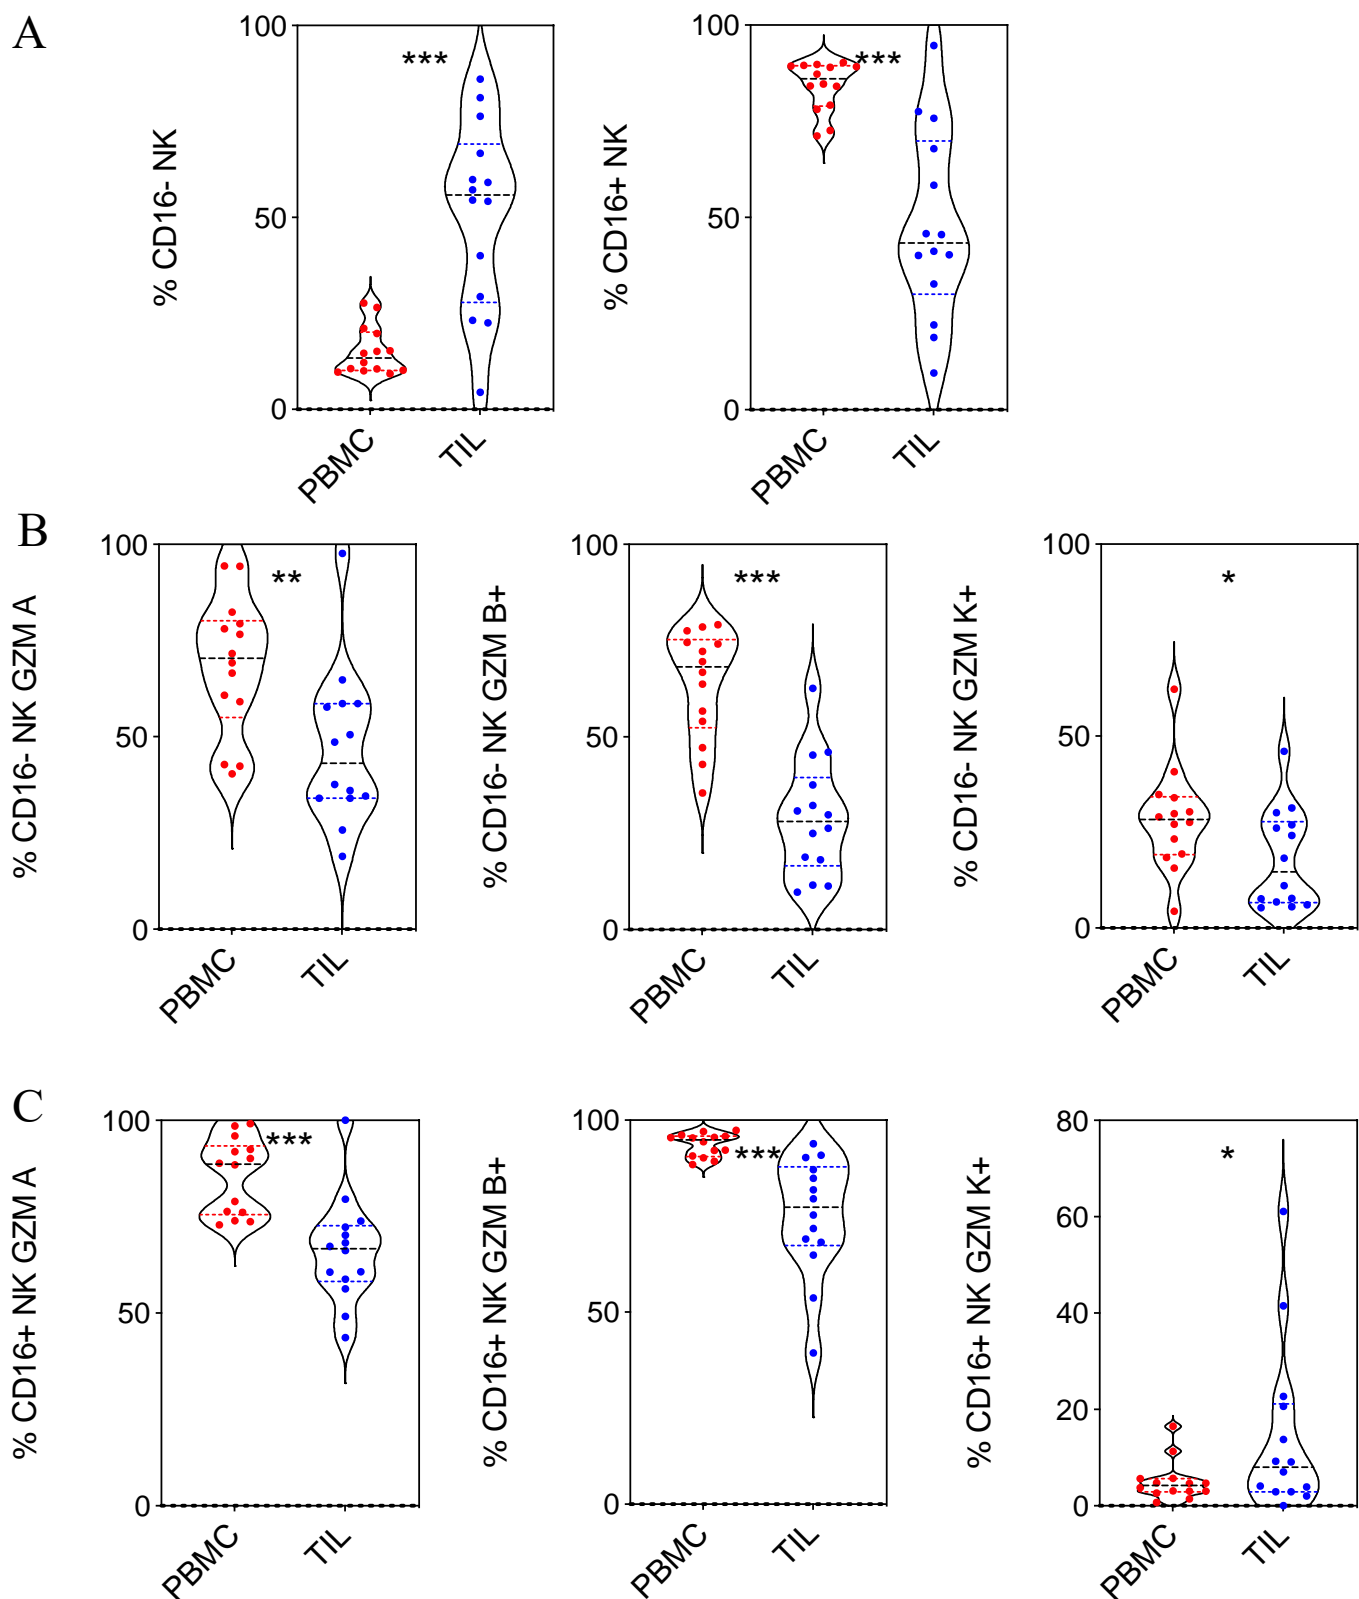 A
% CD16- NK
100
50
0
***
PBMC
TIL
% CD16+ NK
100
50
0
***
PBMC
TIL
B
% CD16- NK GZM A
100
50
0
**
PBMC
TIL
% CD16- NK GZM B+
100
50
0
***
PBMC
TIL
% CD16- NK GZM K+
100
50
0
*
PBMC
TIL
C
% CD16+ NK GZM A
100
50
0
***
PBMC
TIL
% CD16+ NK GZM B+
100
50
0
***
PBMC
TIL
% CD16+ NK GZM K+
80
60
40
20
0
*
PBMC
TIL